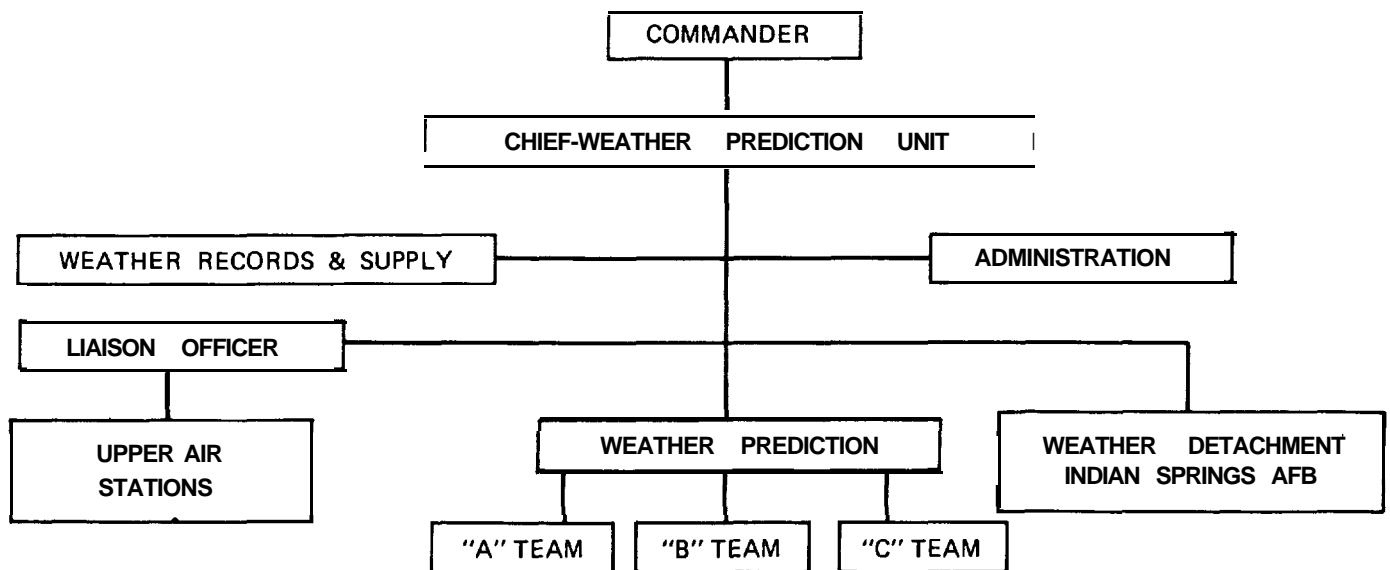 COMMANDER
CHIEF-WEATHER PREDICTION UNIT
WEATHER RECORDS & SUPPLY
ADMINISTRATION
LIAISON OFFICER
UPPER AIR
STATIONS
WEATHER PREDICTION
WEATHER DETACHMENT
INDIAN SPRINGS AFB
"A" TEAM
"B" TEAM
"C" TEAM